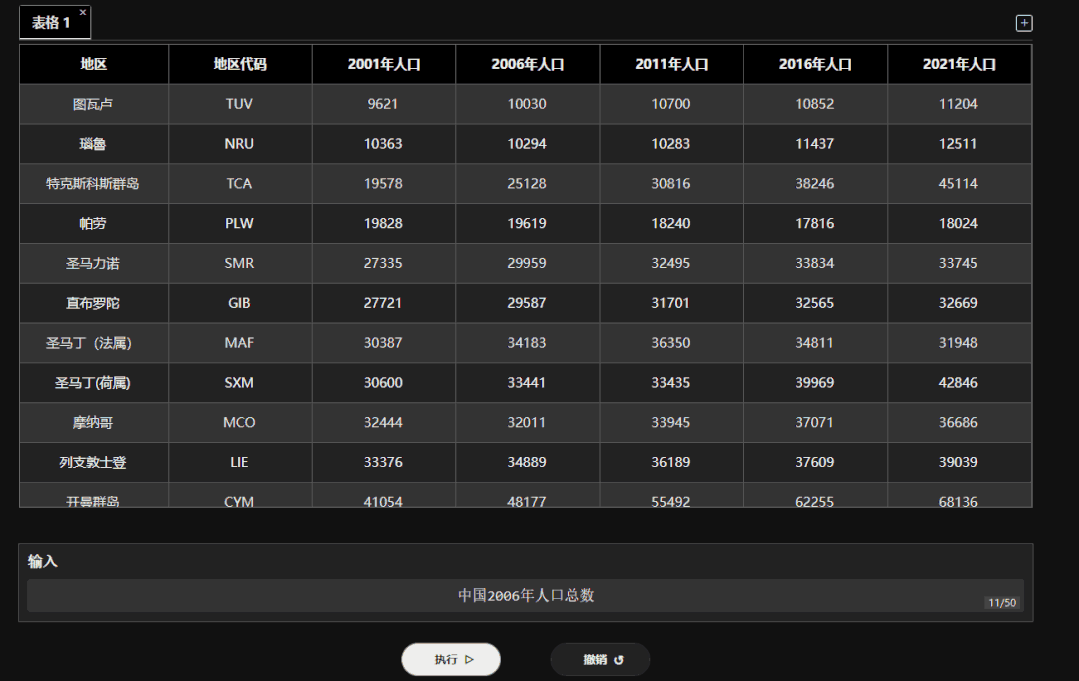 表格 1
地区 地区代码 2001年人口 2006年人口 2011年人口 2016年人口 2021年人口
图瓦卢 TUV 9621 10030 10700 10852 11204
瑙鲁 NRU 10363 10294 10283 11437 12511
特克斯科斯群岛 TCA 19578 25128 30816 38246 45114
帕劳 PLW 19828 19619 18240 17816 18024
圣马力诺 SMR 27335 29959 32495 33834 33745
直布罗陀 GIB 27721 29587 31701 32565 32669
圣马丁（法属） MAF 30387 34183 36350 34811 31948
圣马丁(荷属) SXM 30600 33441 33435 39969 42846
摩纳哥 MCO 32444 32011 33945 37071 36686
列支敦士登 LIE 33376 34889 36189 37609 39039
开曼群岛 CYM 41054 48177 55492 62255 68136
输入
中国2006年人口总数
11/50
执行 撤销